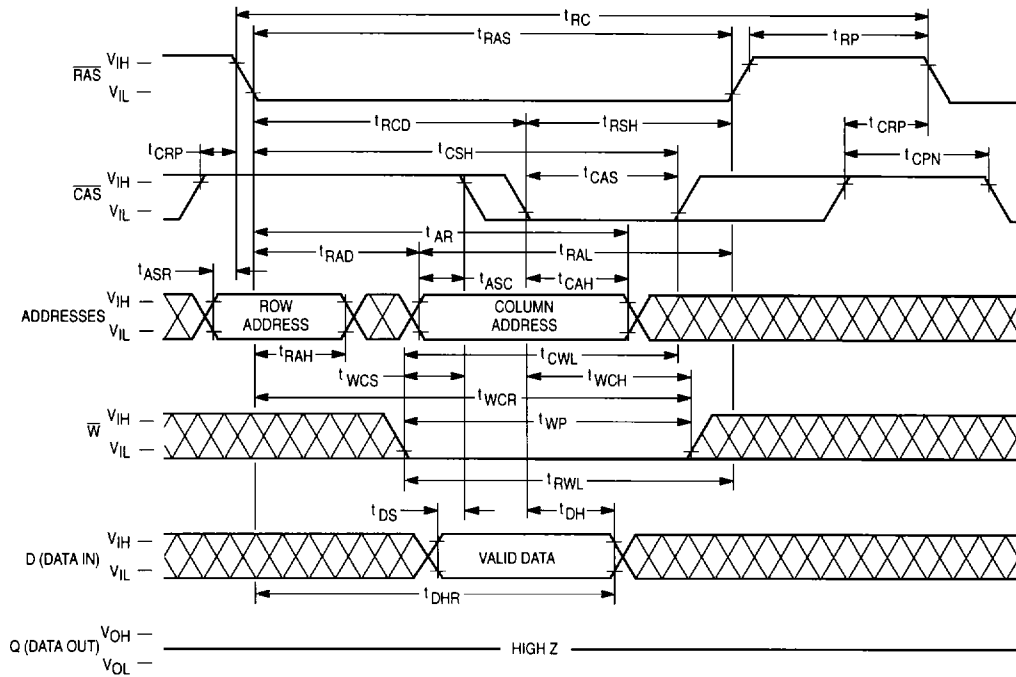 tRC
tRAS
tRP
RAS
VIH
VIL
tRCD
tRSH
tCRP
tCRP
tCSH
tCPN
CAS
VIH
VIL
tCAS
tAR
tRAD
tRAL
tASR
tASC
tCAH
ADDRESSES
VIH
VIL
ROW
ADDRESS
COLUMN
ADDRESS
tRAH
tCWL
tWCS
tWCH
tWCR
W
VIH
VIL
tWP
tRWL
tDS
tDH
D (DATA IN)
VIH
VIL
VALID DATA
tDHR
Q (DATA OUT)
VOH
VOL
HIGH Z